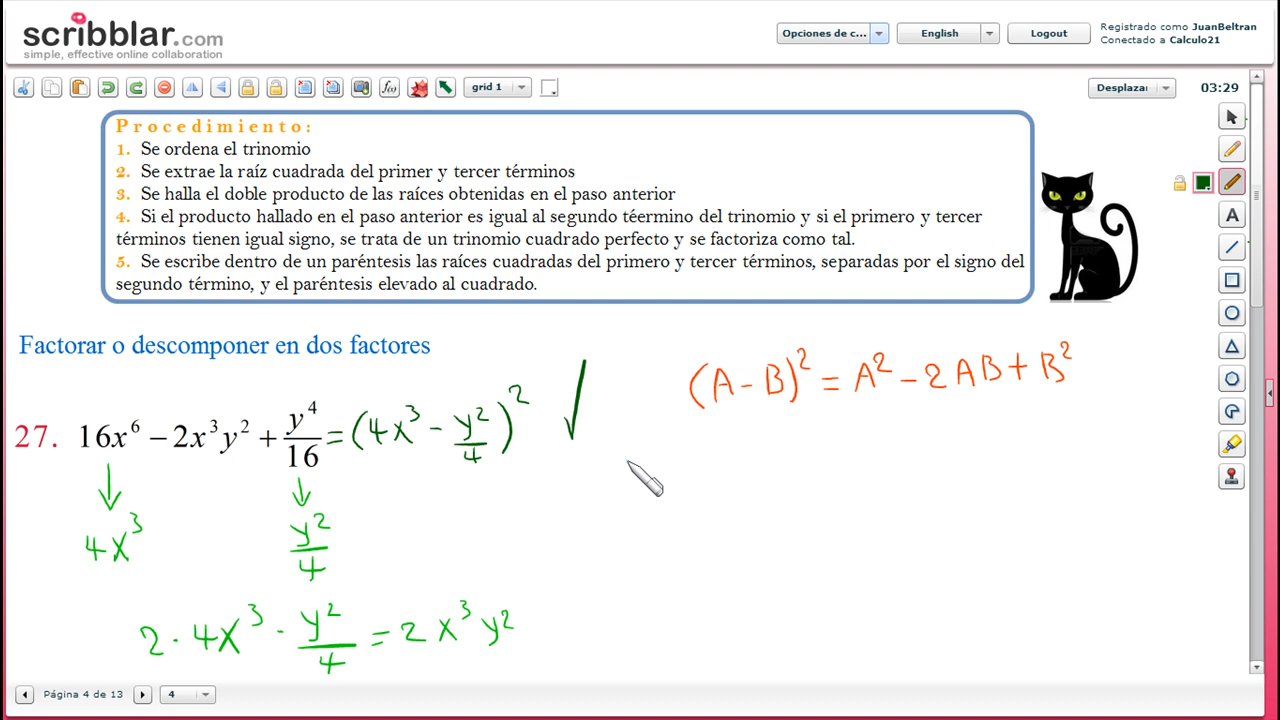 scribblar.com
simple, effective online collaboration
Opciones de c...
English
Logout
Registrado como JuanBeltran
Conectado a Calculo21
f(x)
grid 1
Desplaza
03:29
Procedimiento:
1. Se ordena el trinomio
2. Se extrae la raíz cuadrada del primer y tercer términos
3. Se halla el doble producto de las raíces obtenidas en el paso anterior
4. Si el producto hallado en el paso anterior es igual al segundo téermino del trinomio y si el primero y tercer
términos tienen igual signo, se trata de un trinomio cuadrado perfecto y se factoriza como tal.
5. Se escribe dentro de un paréntesis las raíces cuadradas del primero y tercer términos, separadas por el signo del
segundo término, y el paréntesis elevado al cuadrado.
A
Factorar o descomponer en dos factores
(A - B)² = A² - 2AB + B²
27. 16x⁶ − 2x³y² + y⁴/16 = (4x³ - y²/4)² √
↓ ↓
4x³ y²/4
2 · 4x³ · y²/4 = 2x³y²
Página 4 de 13
4